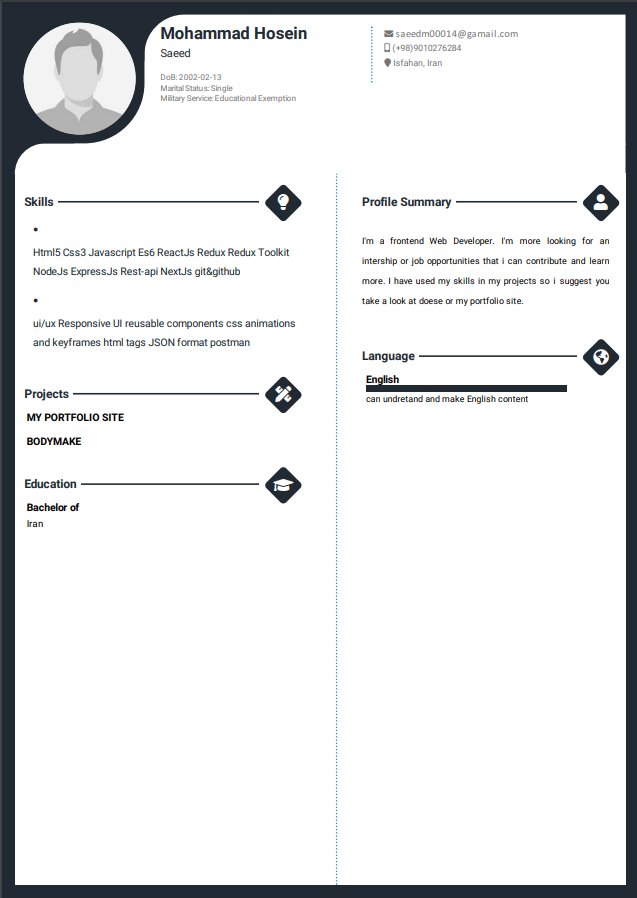 Mohammad Hosein
Saeed
DoB: 2002-02-13
Marital Status: Single
Military Service: Educational Exemption
saeedm00014@gamail.com
(+98)9010276284
Isfahan, Iran
Skills
•
Html5 Css3 Javascript Es6 ReactJs Redux Redux Toolkit
NodeJs ExpressJs Rest-api NextJs git&github
•
ui/ux Responsive UI reusable components css animations
and keyframes html tags JSON format postman
Projects
MY PORTFOLIO SITE
BODYMAKE
Education
Bachelor of
Iran
Profile Summary
I'm a frontend Web Developer. I'm more looking for an
intership or job opportunities that i can contribute and learn
more. I have used my skills in my projects so i suggest you
take a look at doese or my portfolio site.
Language
English
can undretand and make English content